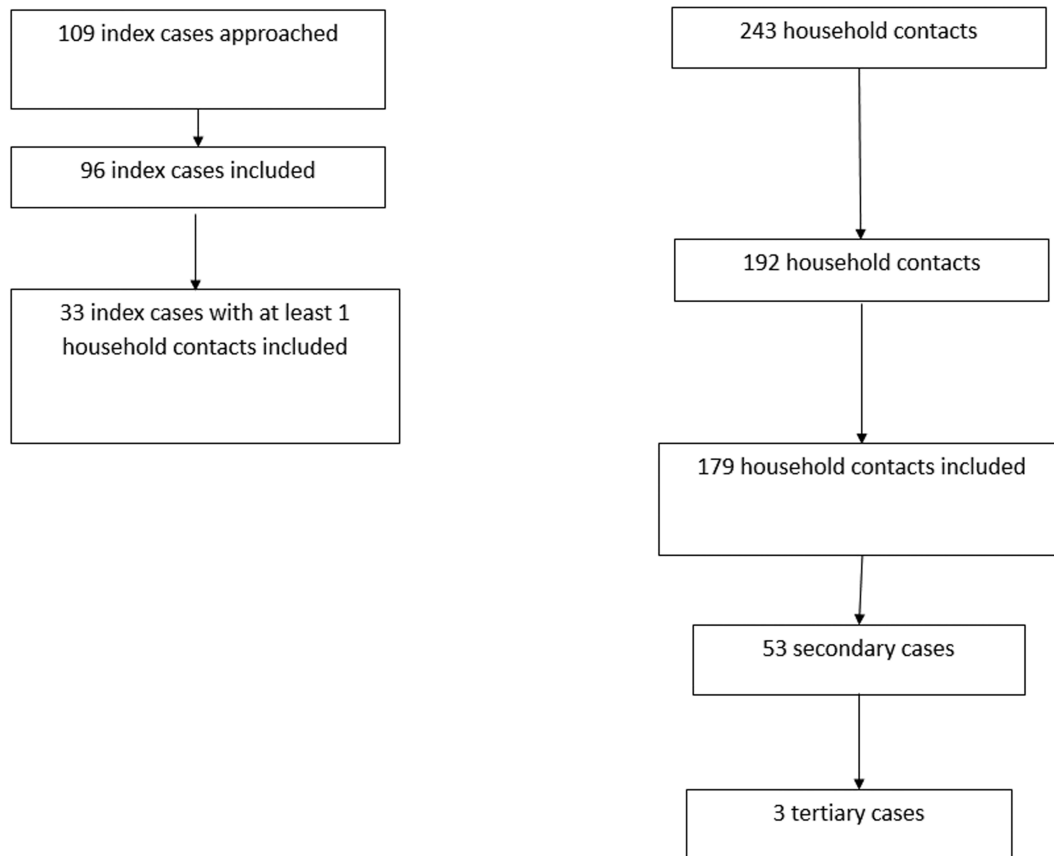 109 index cases approached
96 index cases included
33 index cases with at least 1
household contacts included
243 household contacts
192 household contacts
179 household contacts included
53 secondary cases
3 tertiary cases